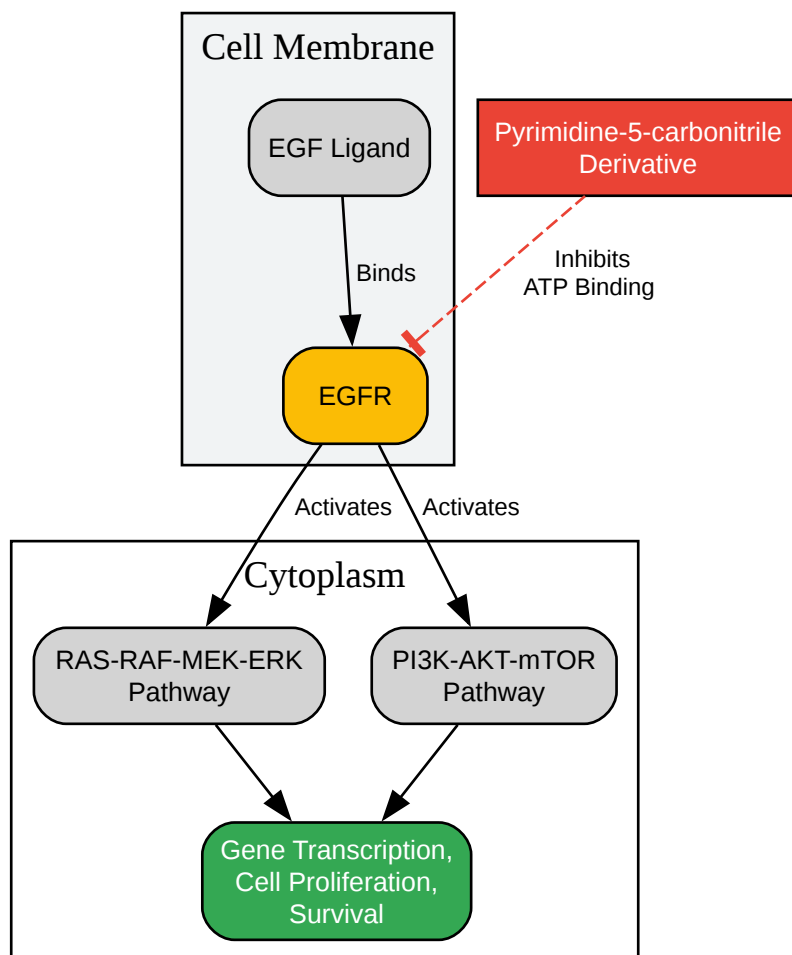 Cell Membrane
EGF Ligand
Pyrimidine-5-carbonitrile
Derivative
Binds
Inhibits
ATP Binding
EGFR
Activates
Activates
Cytoplasm
RAS-RAF-MEK-ERK
Pathway
PI3K-AKT-mTOR
Pathway
Gene Transcription,
Cell Proliferation,
Survival